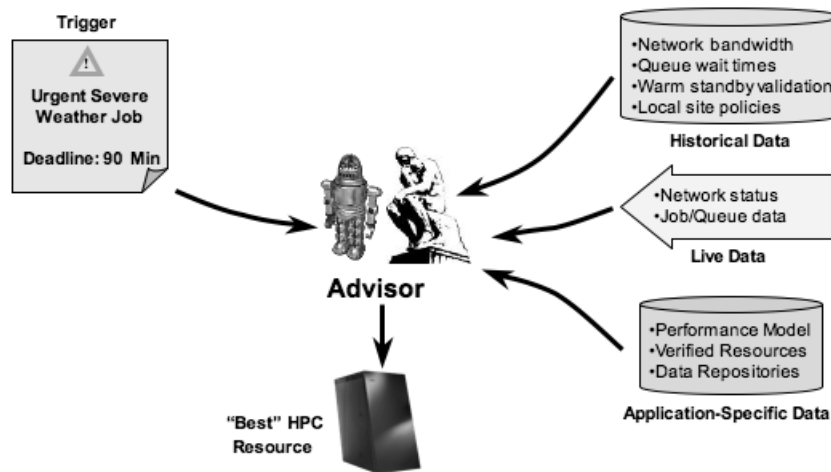 Trigger
!
Urgent Severe
Weather Job
Deadline: 90 Min
•Network bandwidth
•Queue wait times
•Warm standby validation
•Local site policies
Historical Data
•Network status
•Job/Queue data
Live Data
Advisor
•Performance Model
•Verified Resources
•Data Repositories
Application-Specific Data
“Best” HPC
Resource